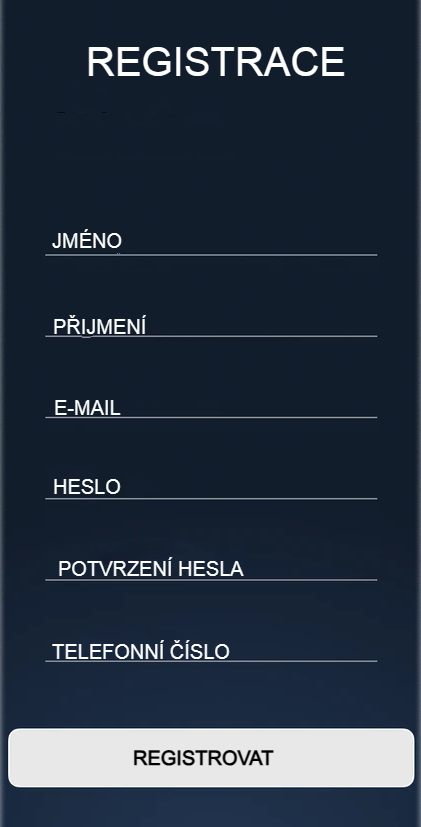 REGISTRACE
JMÉNO
PŘIJMENÍ
E-MAIL
HESLO
POTVRZENÍ HESLA
TELEFONNÍ ČÍSLO
REGISTROVAT